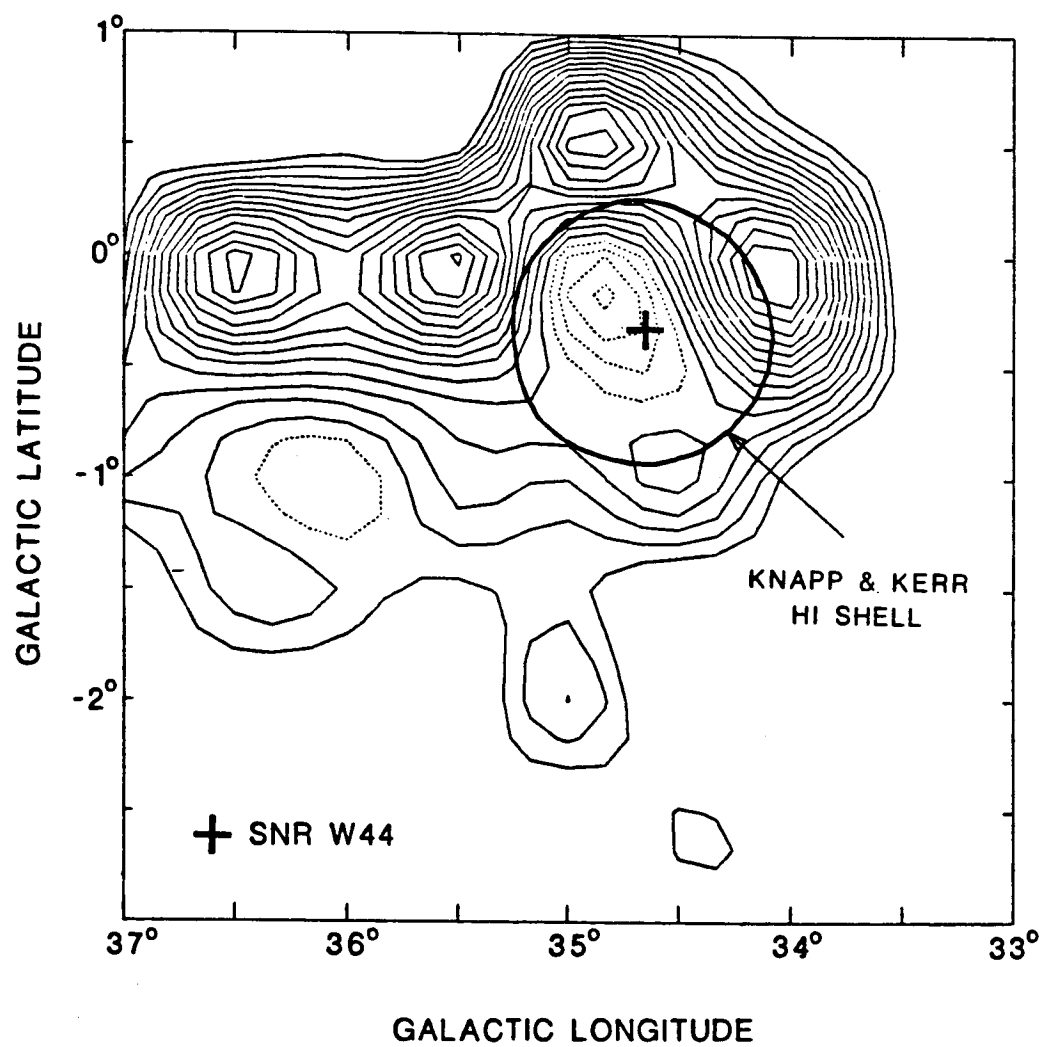 1°
0°
-1°
-2°
GALACTIC LATITUDE
KNAPP & KERR
HI SHELL
SNR W44
37°
36°
35°
34°
33°
GALACTIC LONGITUDE